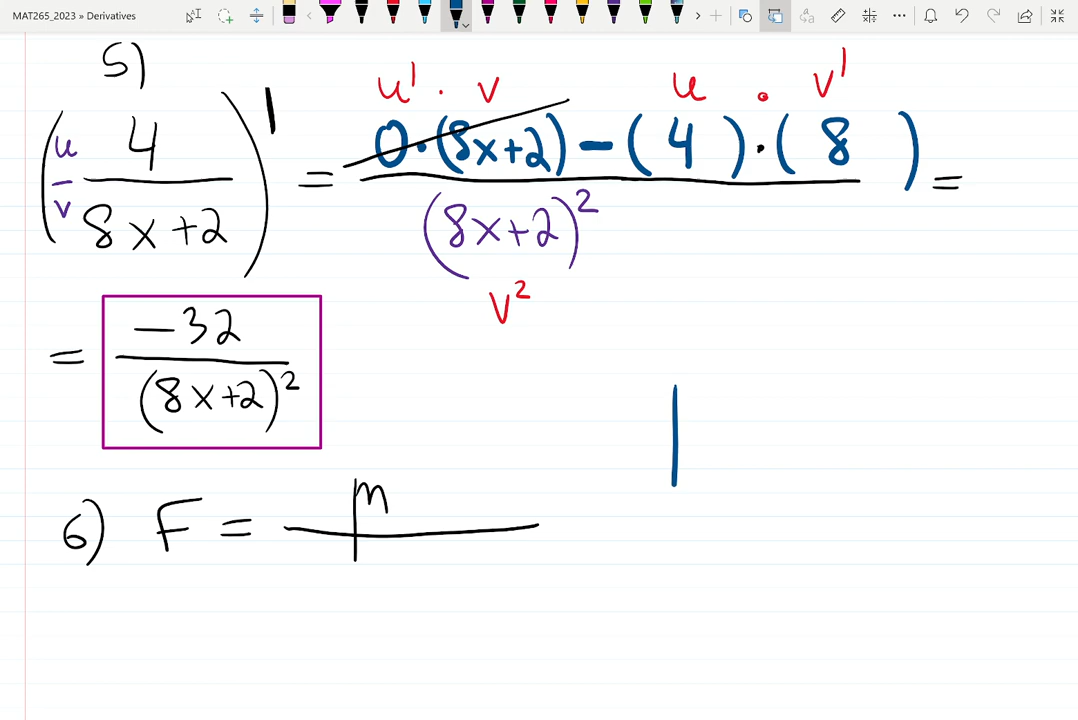 MAT265_2023 » Derivatives
5)
u' · v u · v'
(u/v 4/(8x+2))' = (0·(8x+2) − (4)·(8))/(8x+2)² =
v²
= −32/(8x+2)²
6) F = μ